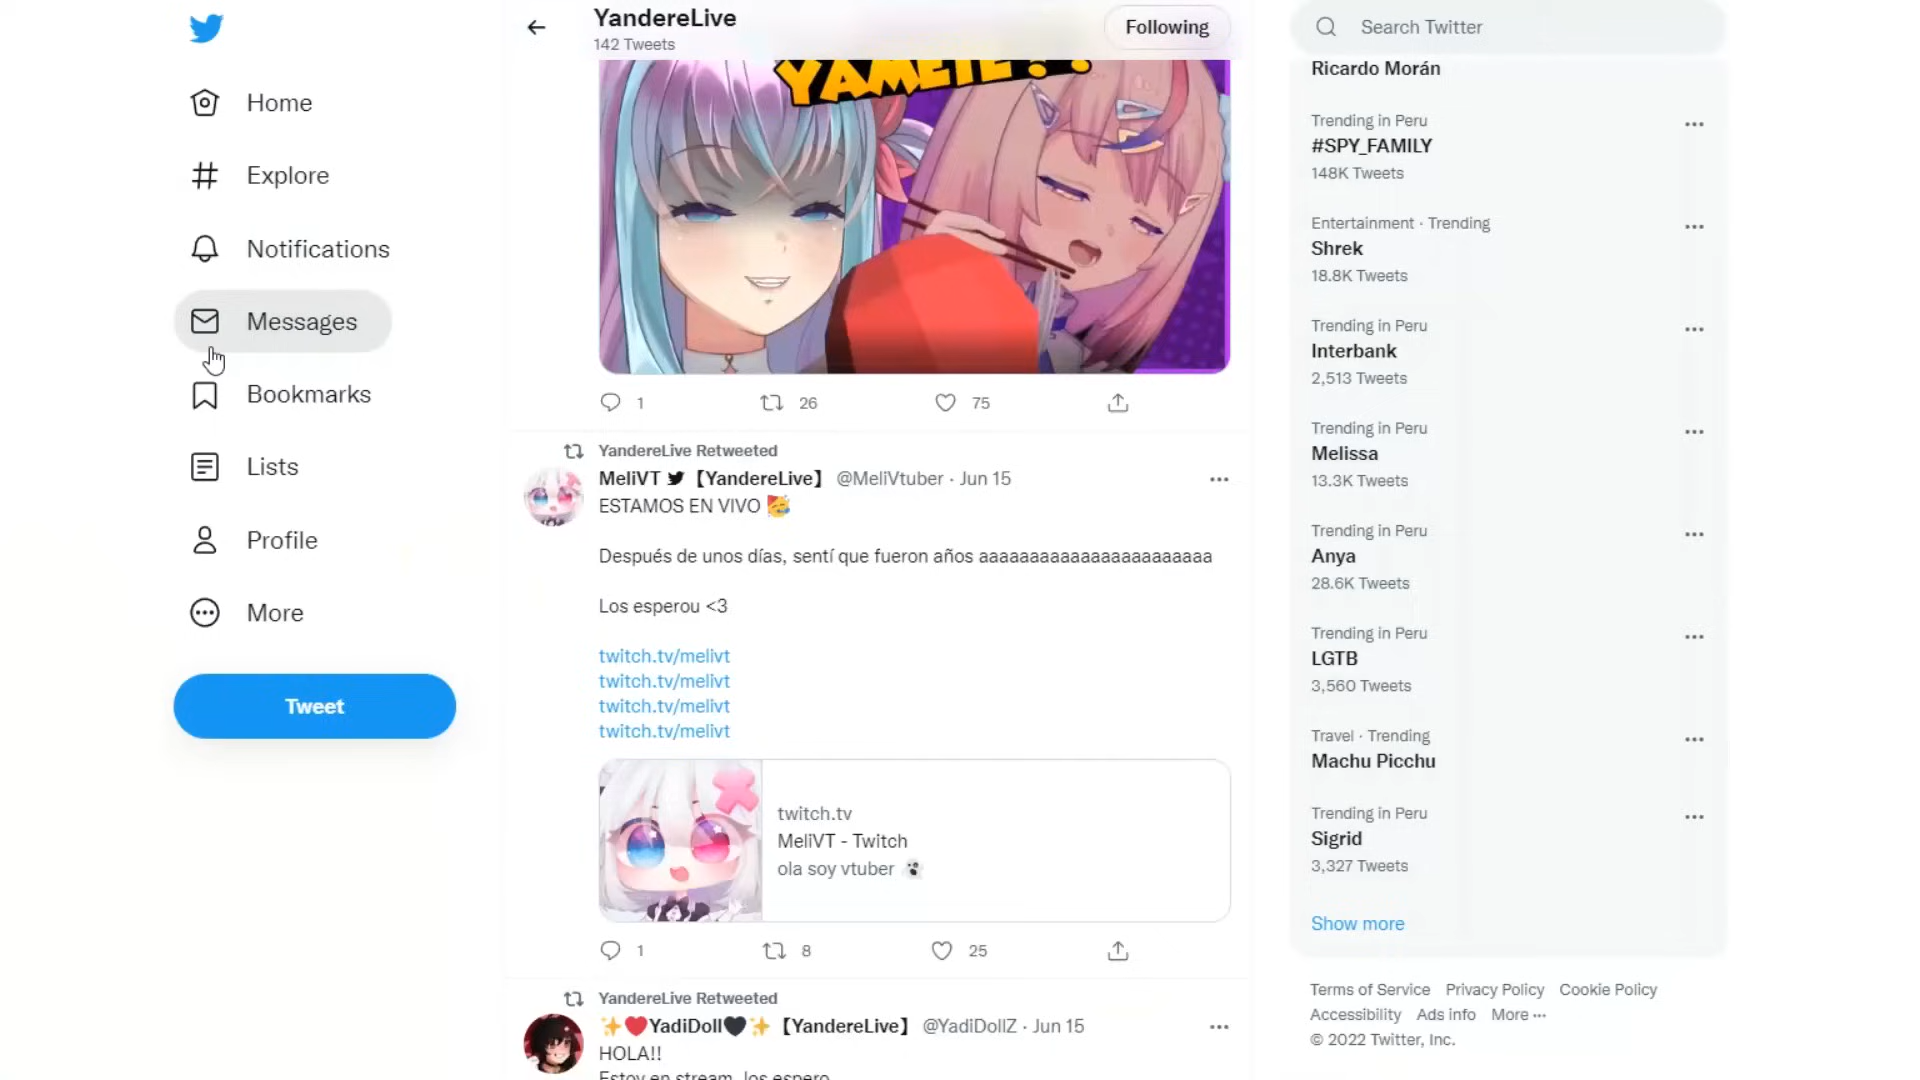 Home
Explore
Notifications
Messages
Bookmarks
Lists
Profile
More
Tweet
YandereLive
142 Tweets
Following
YAMETE!!
1 26 75
YandereLive Retweeted
MeliVT 【YandereLive】 @MeliVtuber · Jun 15
ESTAMOS EN VIVO 🥳
Después de unos días, sentí que fueron años aaaaaaaaaaaaaaaaaaaaaaa
Los esperou <3
twitch.tv/melivt
twitch.tv/melivt
twitch.tv/melivt
twitch.tv/melivt
twitch.tv
MeliVT - Twitch
ola soy vtuber
1 8 25
YandereLive Retweeted
✨❤️YadiDoll🖤✨【YandereLive】 @YadiDollZ · Jun 15
HOLA!!
Estoy en stream, los espero
Search Twitter
Ricardo Morán
Trending in Peru
#SPY_FAMILY
148K Tweets
Entertainment · Trending
Shrek
18.8K Tweets
Trending in Peru
Interbank
2,513 Tweets
Trending in Peru
Melissa
13.3K Tweets
Trending in Peru
Anya
28.6K Tweets
Trending in Peru
LGTB
3,560 Tweets
Travel · Trending
Machu Picchu
Trending in Peru
Sigrid
3,327 Tweets
Show more
Terms of Service Privacy Policy Cookie Policy
Accessibility Ads info More ···
© 2022 Twitter, Inc.